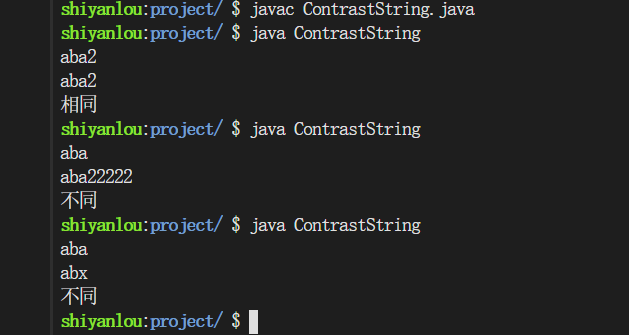 shiyanlou:project/ $ javac ContrastString.java
shiyanlou:project/ $ java ContrastString
aba2
aba2
相同
shiyanlou:project/ $ java ContrastString
aba
aba22222
不同
shiyanlou:project/ $ java ContrastString
aba
abx
不同
shiyanlou:project/ $